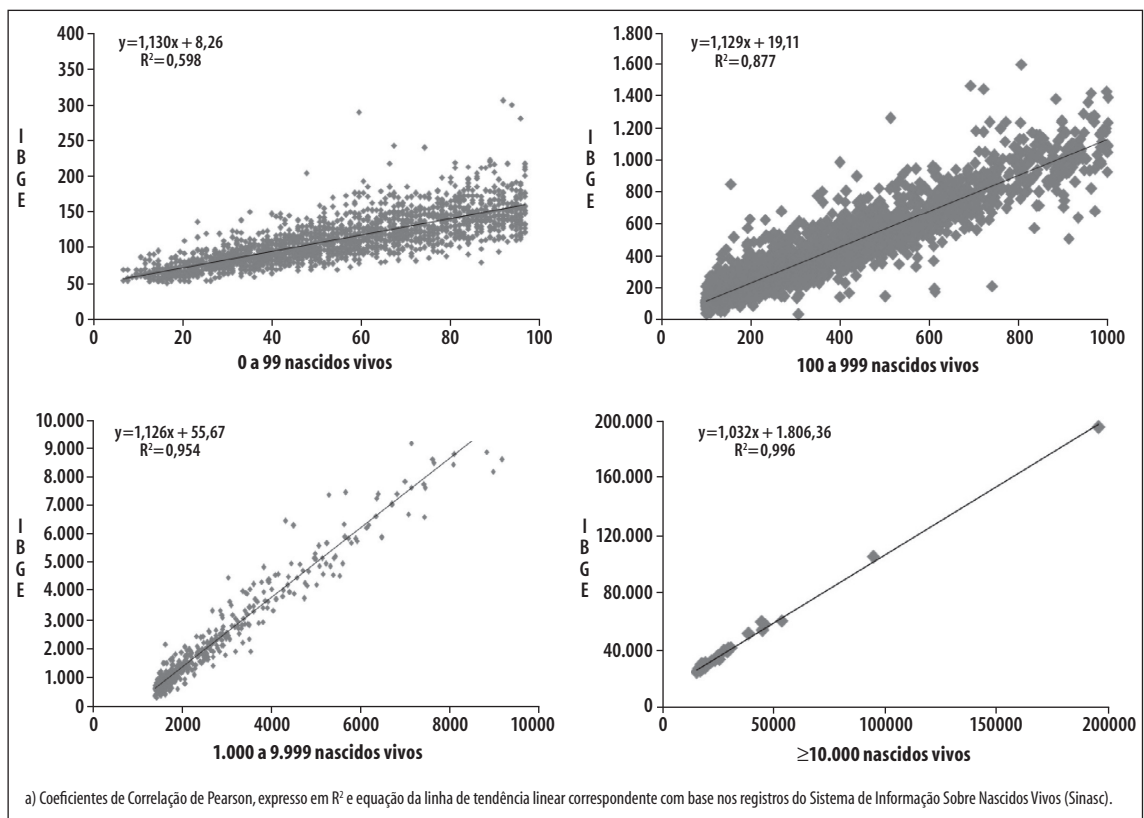 400
350
300
250
200
150
100
50
0
I
B
G
E
y=1,130x + 8,26
R²=0,598
0 20 40 60 80 100
0 a 99 nascidos vivos
1.800
1.600
1.400
1.200
1.000
800
600
400
200
0
I
B
G
E
y=1,129x + 19,11
R²=0,877
0 200 400 600 800 1000
100 a 999 nascidos vivos
10.000
9.000
8.000
7.000
6.000
5.000
4.000
3.000
2.000
1.000
0
I
B
G
E
y=1,126x + 55,67
R²=0,954
0 2000 4000 6000 8000 10000
1.000 a 9.999 nascidos vivos
200.000
160.000
120.000
80.000
40.000
0
I
B
G
E
y=1,032x + 1.806,36
R²=0,996
0 50000 100000 150000 200000
≥10.000 nascidos vivos
a) Coeficientes de Correlação de Pearson, expresso em R² e equação da linha de tendência linear correspondente com base nos registros do Sistema de Informação Sobre Nascidos Vivos (Sinasc).